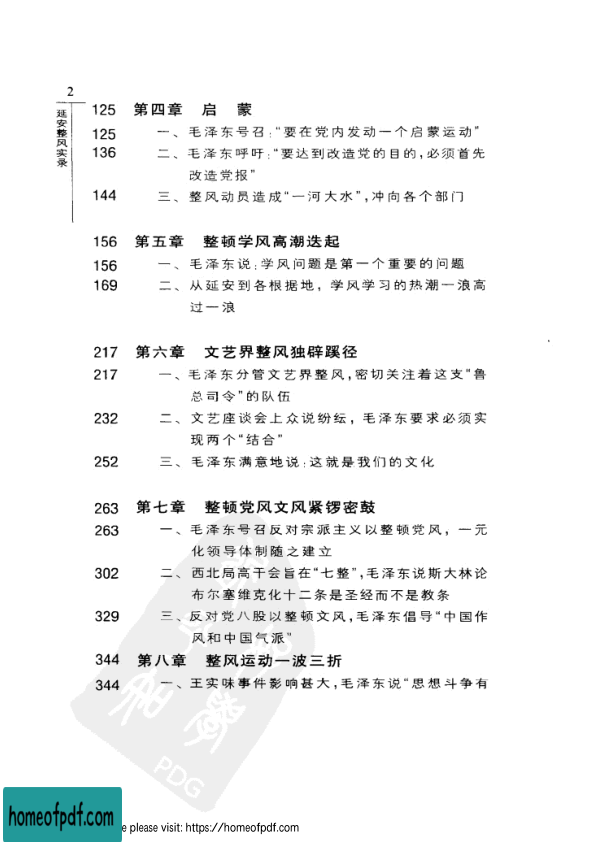 2
延安整风实录
125 第四章 启 蒙
125 一、毛泽东号召:“要在党内发动一个启蒙运动”
136 二、毛泽东呼吁:“要达到改造党的目的,必须首先
改造党报”
144 三、整风动员造成“一河大水”,冲向各个部门
156 第五章 整顿学风高潮迭起
156 一、毛泽东说:学风问题是第一个重要的问题
169 二、从延安到各根据地，学风学习的热潮一浪高
过一浪
217 第六章 文艺界整风独辟蹊径
217 一、毛泽东分管文艺界整风,密切关注着这支“鲁
总司令”的队伍
232 二、文艺座谈会上众说纷纭，毛泽东要求必须实
现两个“结合”
252 三、毛泽东满意地说:这就是我们的文化
263 第七章 整顿党风文风紧锣密鼓
263 一、毛泽东号召反对宗派主义以整顿党风，一元
化领导体制随之建立
302 二、西北局高干会旨在“七整”,毛泽东说斯大林论
布尔塞维克化十二条是圣经而不是教条
329 三、反对党八股以整顿文风,毛泽东倡导“中国作
风和中国气派”
344 第八章 整风运动一波三折
344 一、王实味事件影响甚大,毛泽东说“思想斗争有
PDG
homeofpdf.com
e please visit: https://homeofpdf.com